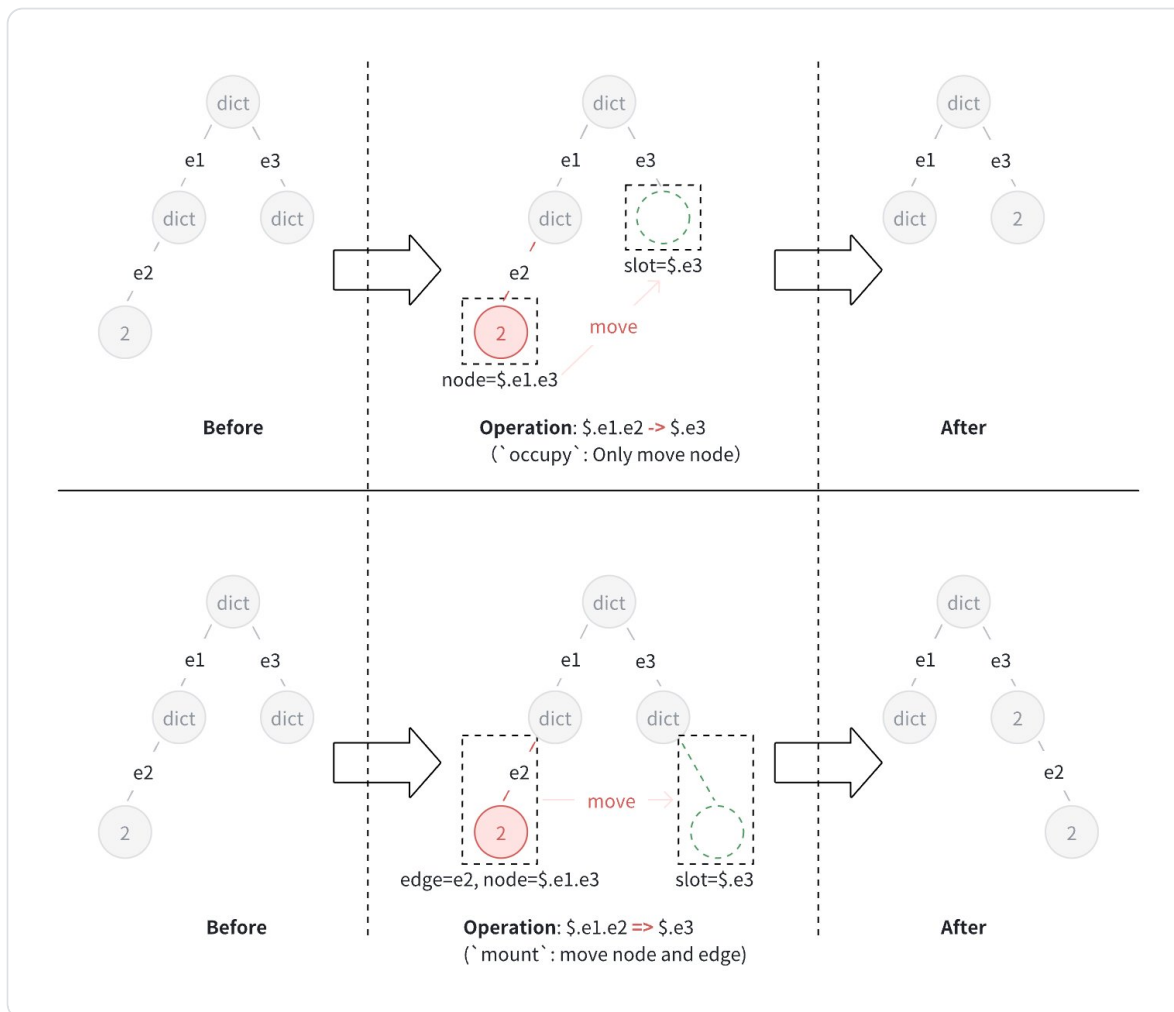 dict
dict
dict
e1
e3
e1
e3
e1
e3
dict
dict
dict
dict
2
slot=$.e3
e2
e2
2
2
move
node=$.e1.e3
Before
Operation: $.e1.e2 -> $.e3
After
(`occupy`: Only move node)
dict
dict
dict
e1
e3
e1
e3
e1
e3
dict
dict
dict
dict
dict
2
e2
e2
e2
move
2
2
2
edge=e2, node=$.e1.e3
slot=$.e3
Before
Operation: $.e1.e2 => $.e3
After
(`mount`: move node and edge)